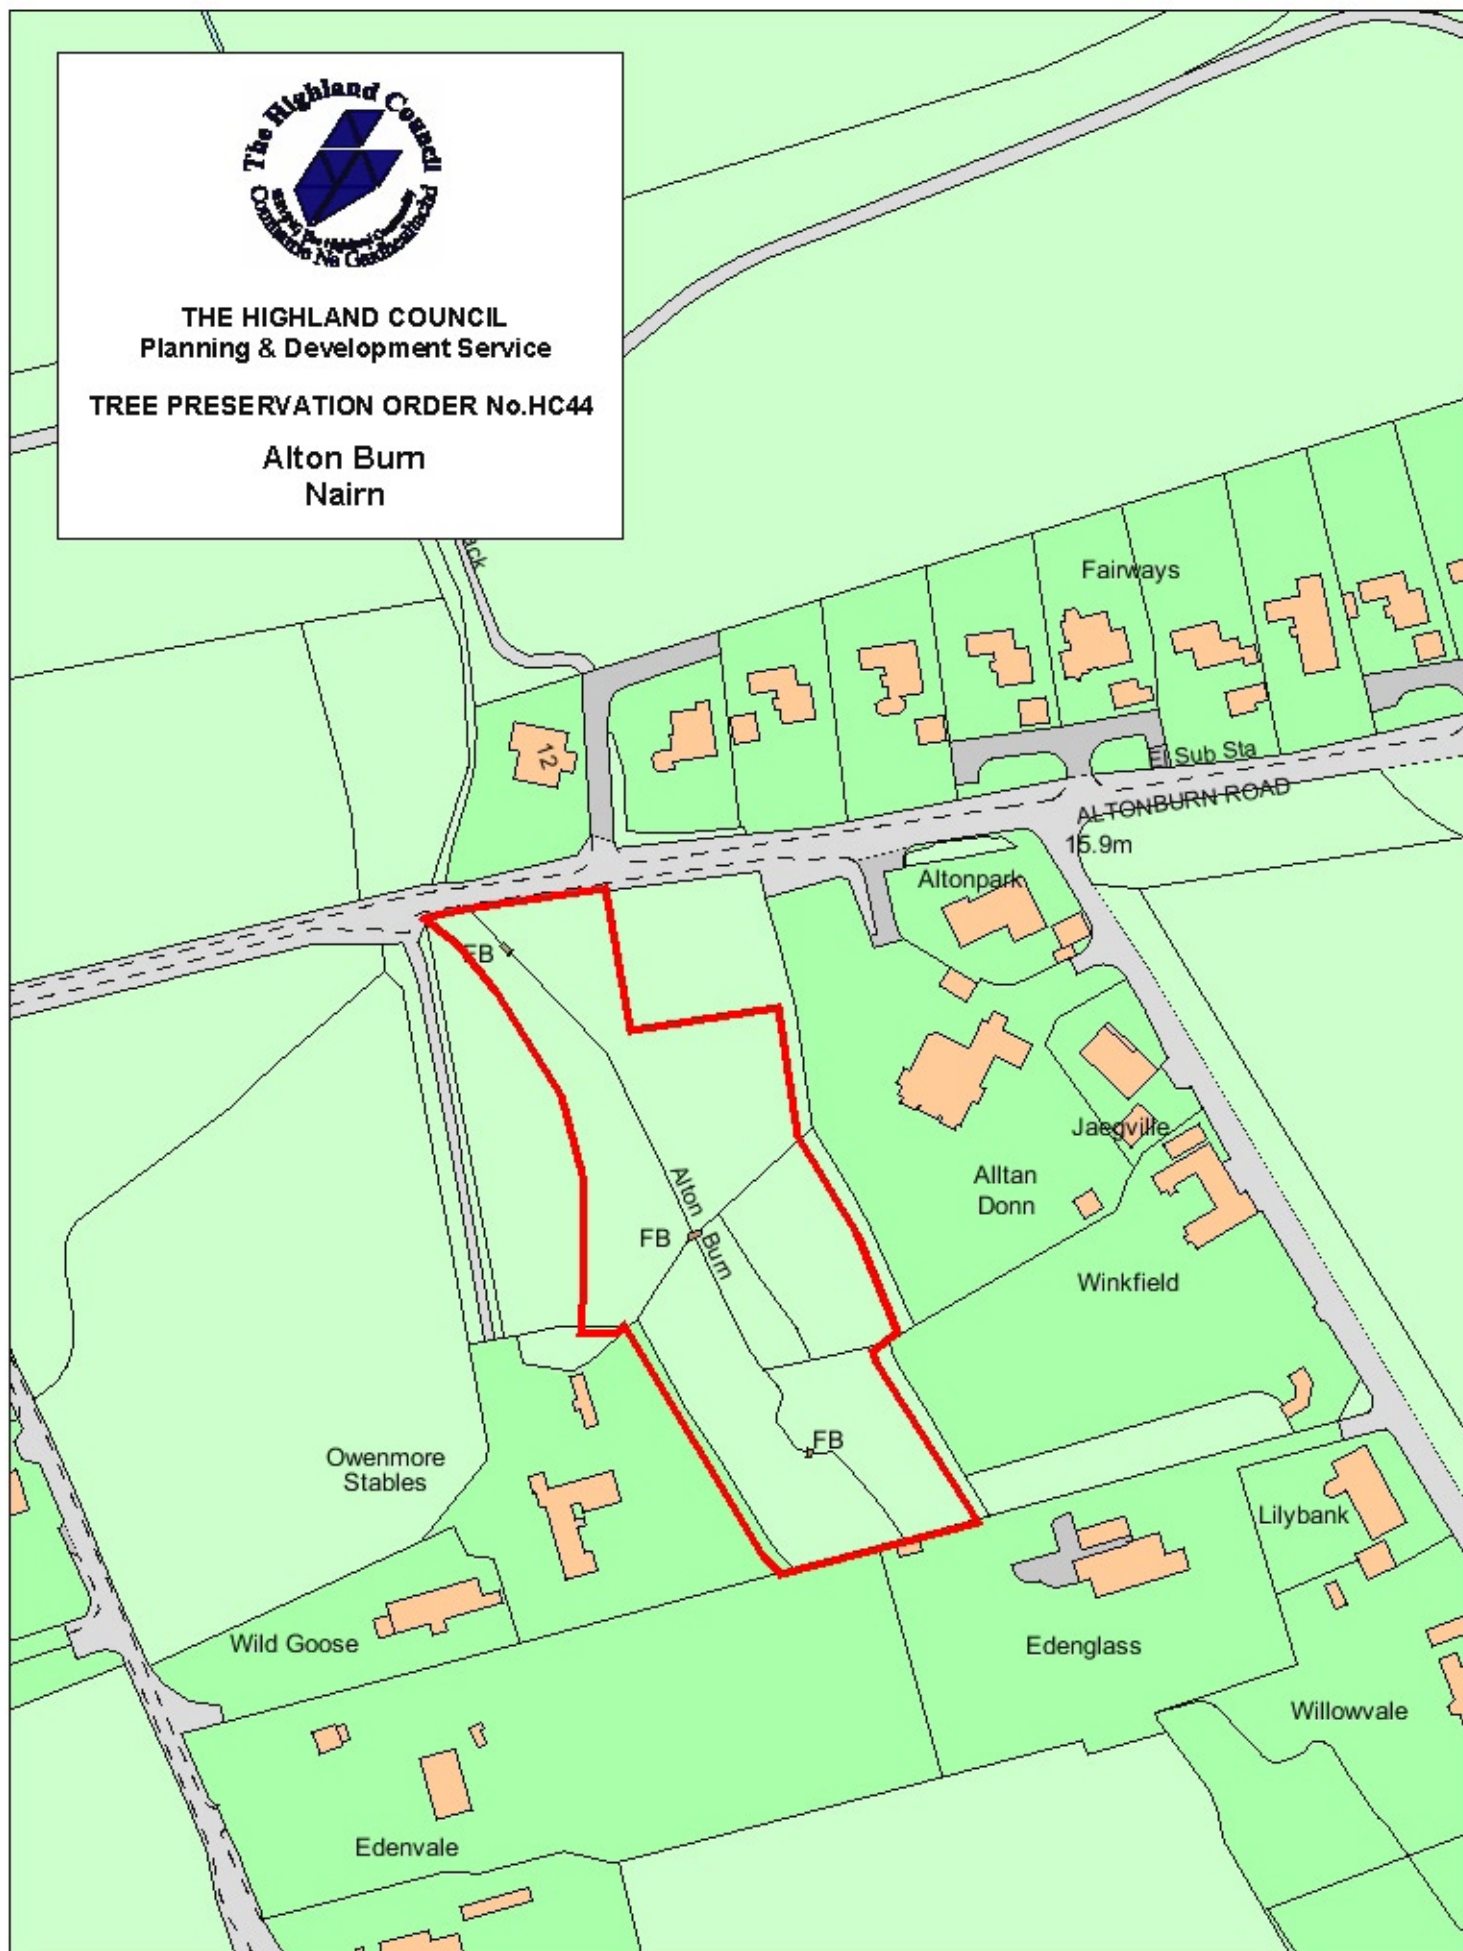 The Highland Council
Comhairle Na Gaidhealtachd
THE HIGHLAND COUNCIL
Planning & Development Service
TREE PRESERVATION ORDER No.HC44
Alton Burn
Nairn
Fairways
12
El Sub Sta
ALTONBURN ROAD
15.9m
Altonpark
FB
Jaegville
Alton
Burn
FB
Alltan
Donn
Winkfield
FB
Owenmore
Stables
Lilybank
Wild Goose
Edenglass
Willowvale
Edenvale